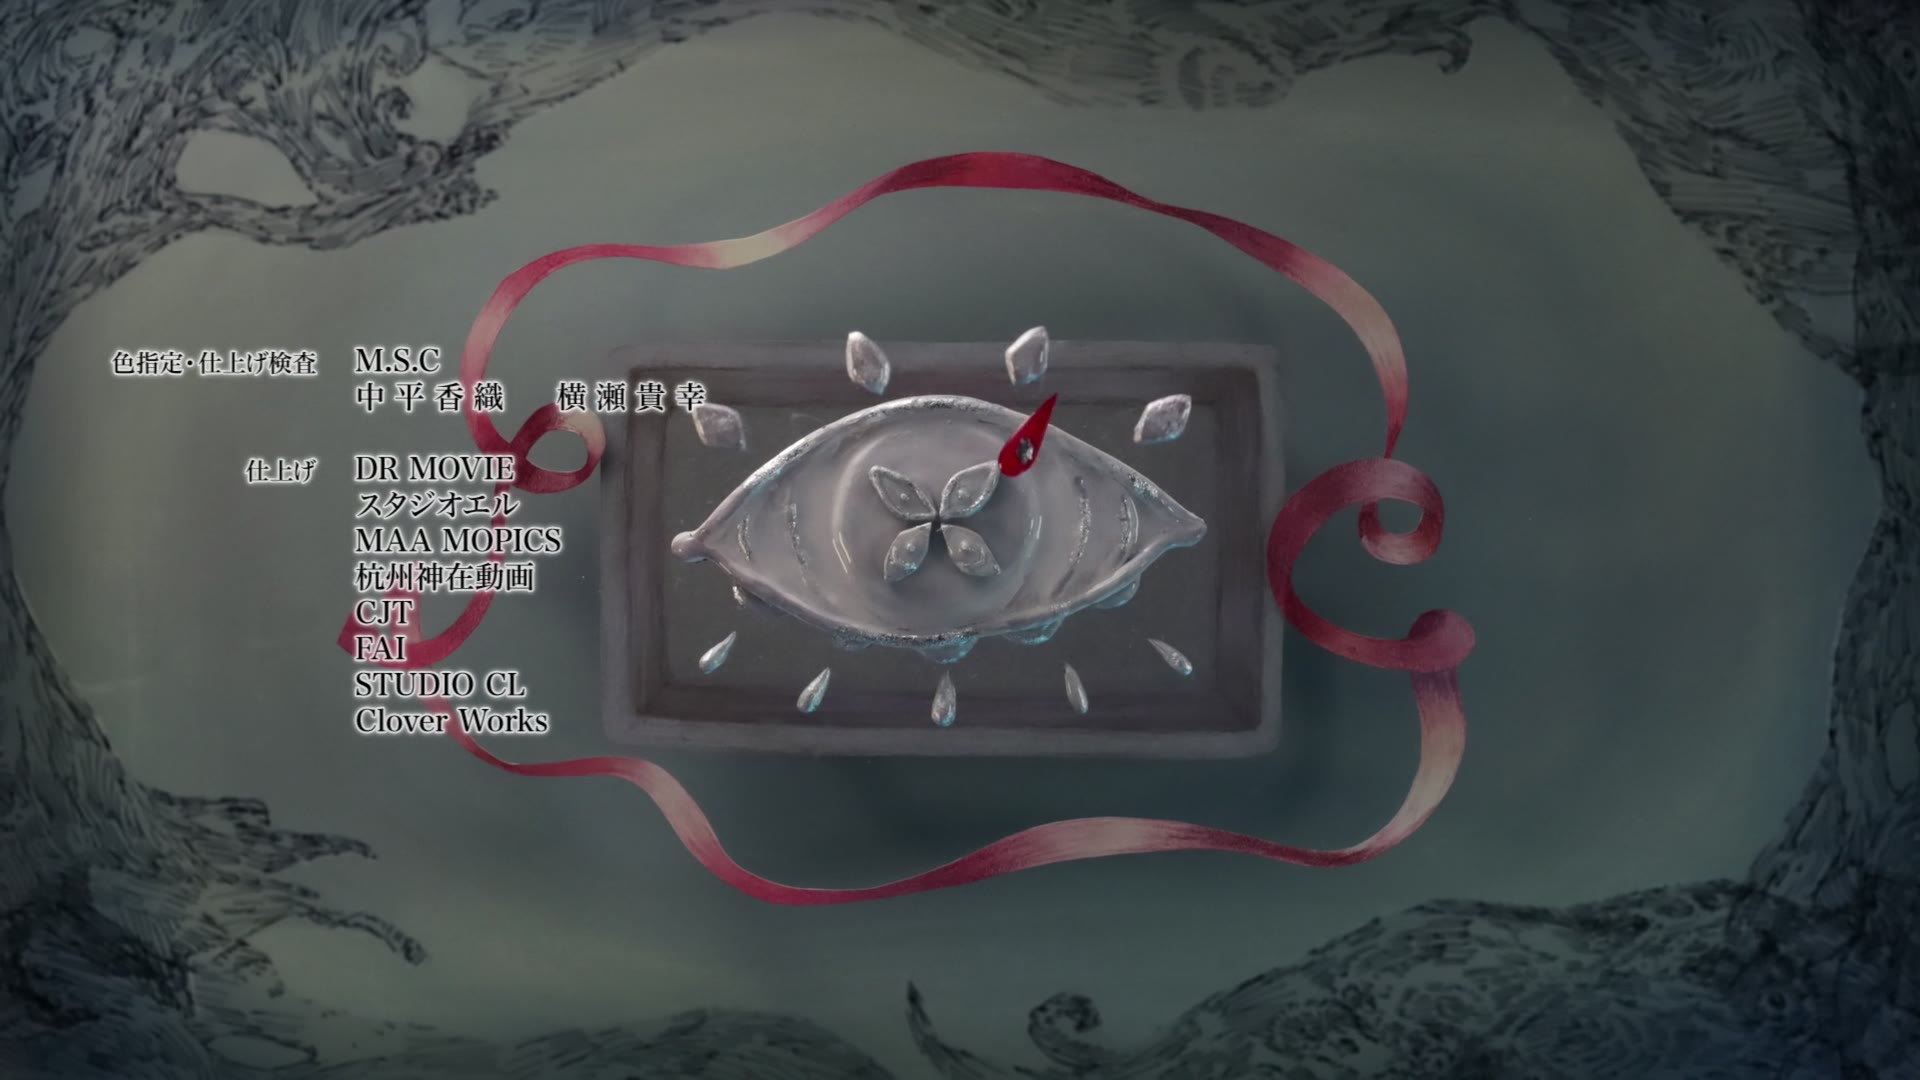 色指定・仕上げ検査 M.S.C
中平香織 横瀬貴幸
仕上げ DR MOVIE
スタジオエル
MAA MOPICS
杭州神在動画
CJT
FAI
STUDIO CL
Clover Works